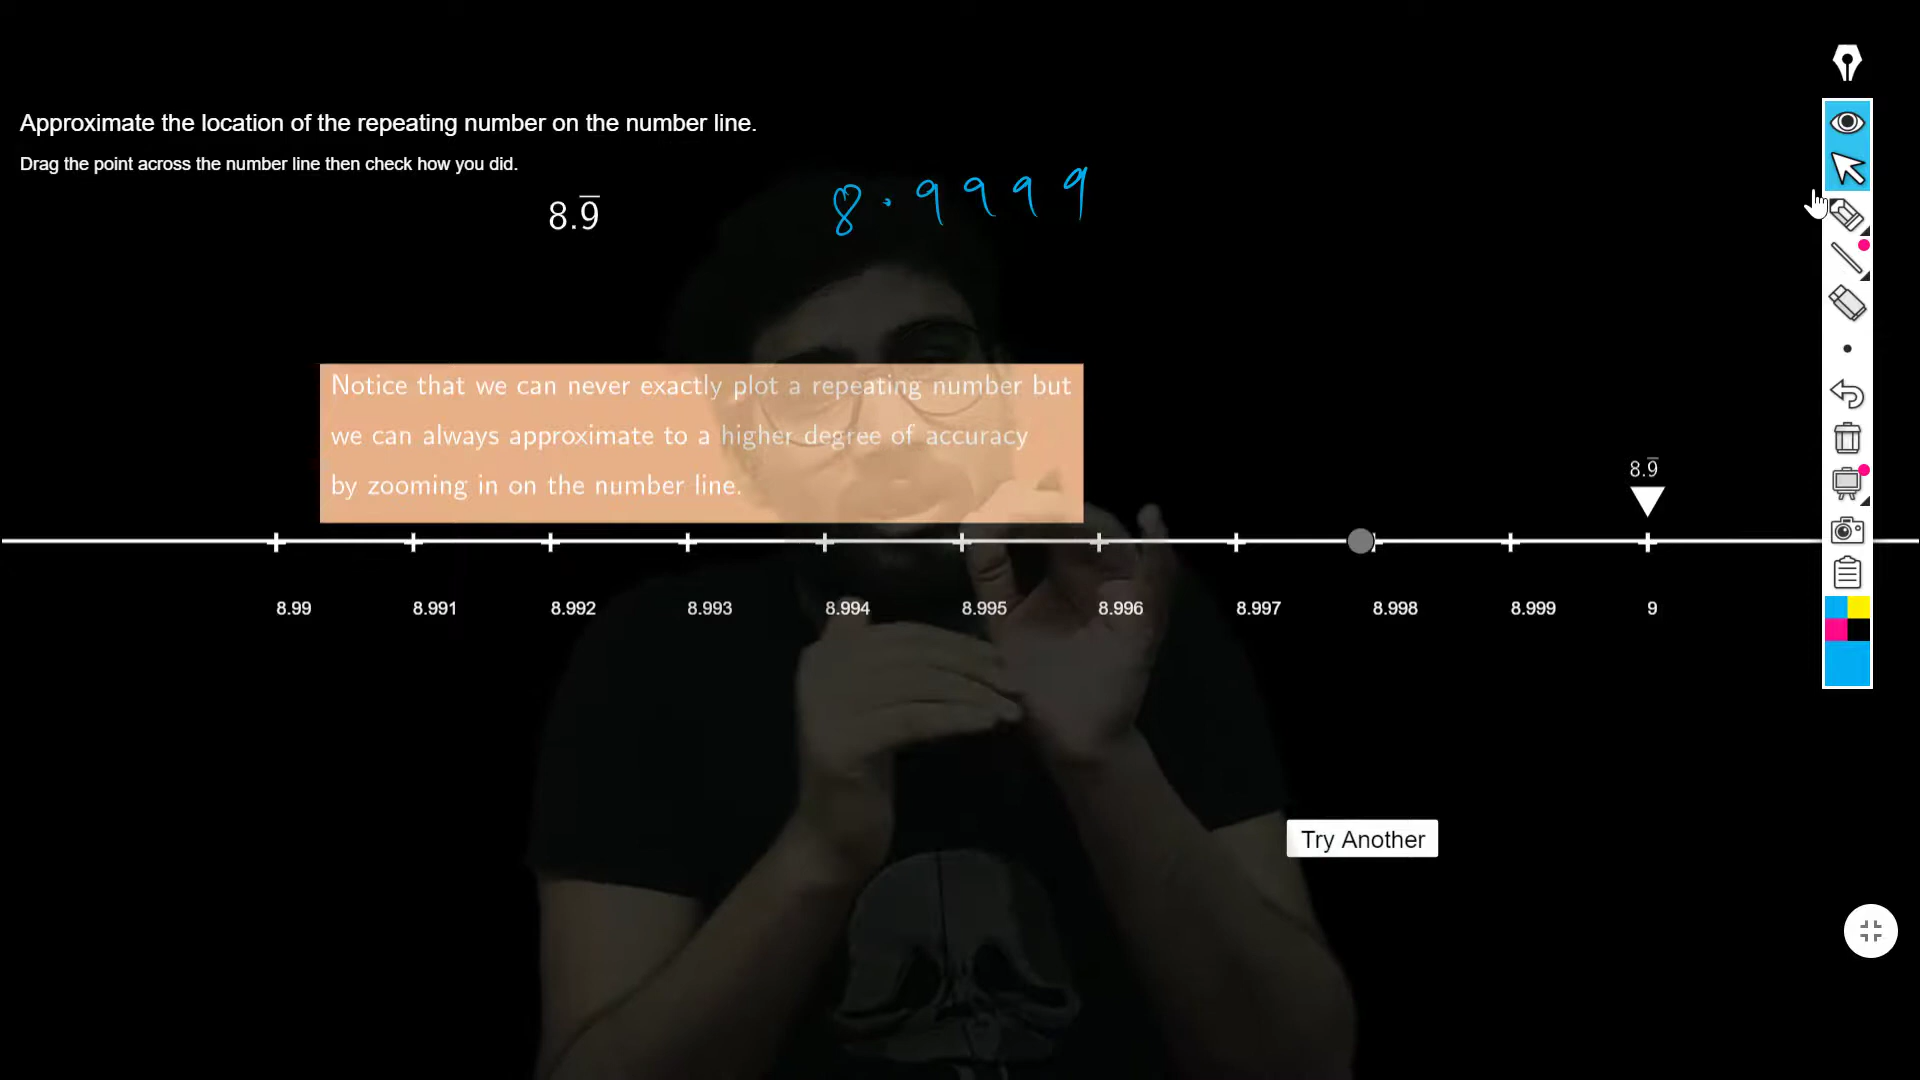 Approximate the location of the repeating number on the number line.
Drag the point across the number line then check how you did.
8.9̅
8.9999
Notice that we can never exactly plot a repeating number but
we can always approximate to a higher degree of accuracy
by zooming in on the number line.
8.9̅
8.99 8.991 8.992 8.993 8.994 8.995 8.996 8.997 8.998 8.999 9
Try Another